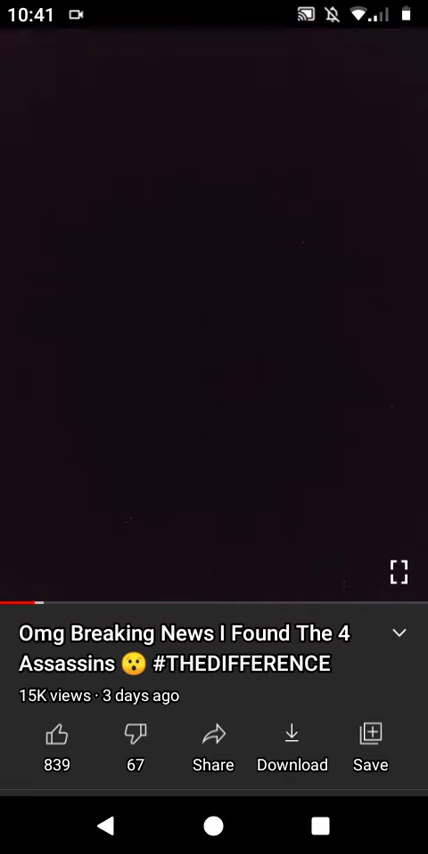 10:41
Omg Breaking News I Found The 4
Assassins 😮 #THEDIFFERENCE
15K views · 3 days ago
839 67 Share Download Save